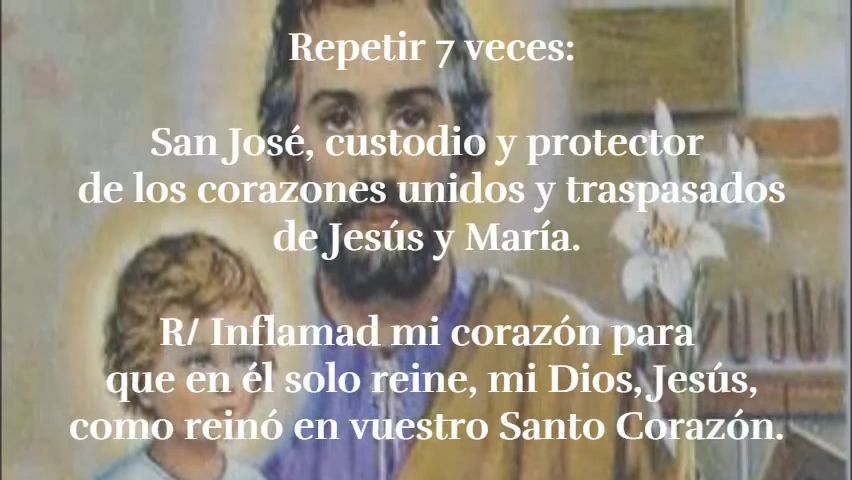 Repetir 7 veces:
San José, custodio y protector
de los corazones unidos y traspasados
de Jesús y María.
R/ Inflamad mi corazón para
que en él solo reine, mi Dios, Jesús,
como reinó en vuestro Santo Corazón.